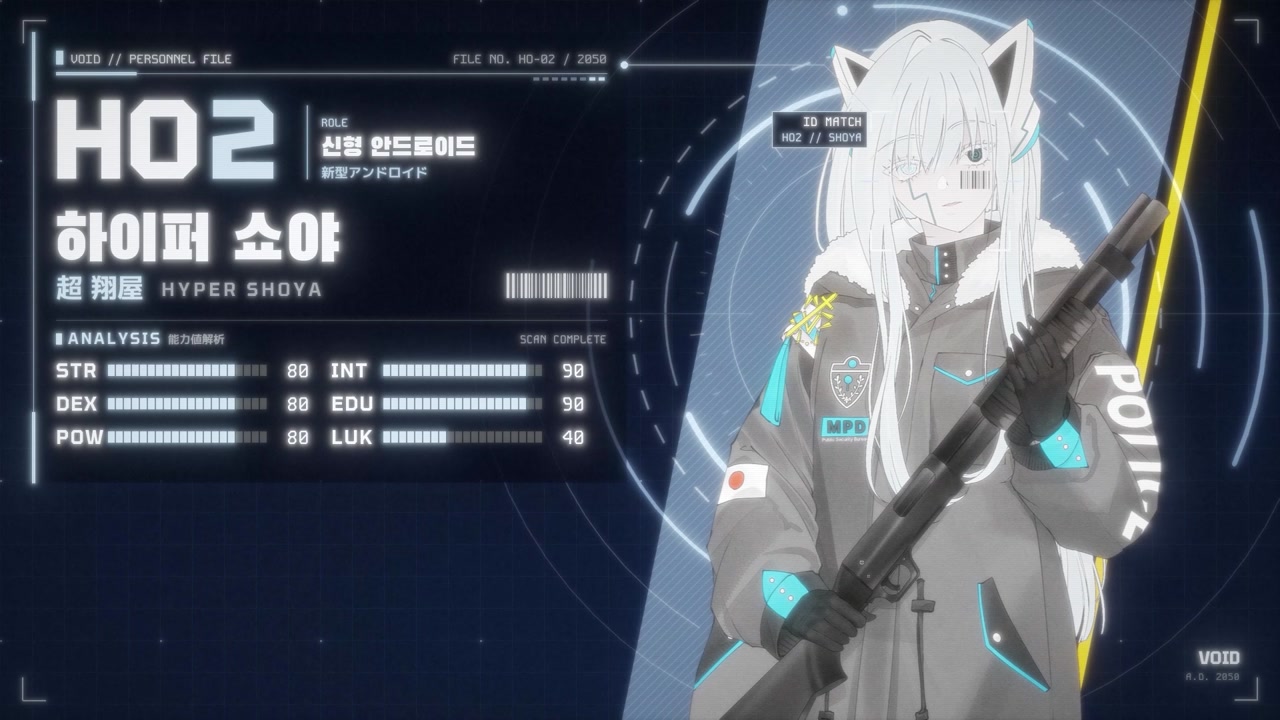 VOID // PERSONNEL FILE
FILE NO. HO-02 / 2050
HO2
ROLE
신형 안드로이드
新型アンドロイド
하이퍼 쇼야
超 翔屋 HYPER SHOYA
ANALYSIS 能力値解析
SCAN COMPLETE
STR 80 INT 90
DEX 80 EDU 90
POW 80 LUK 40
ID MATCH
HO2 // SHOYA
MPD
Public Security Bureau
POLICE
VOID
A.D. 2050